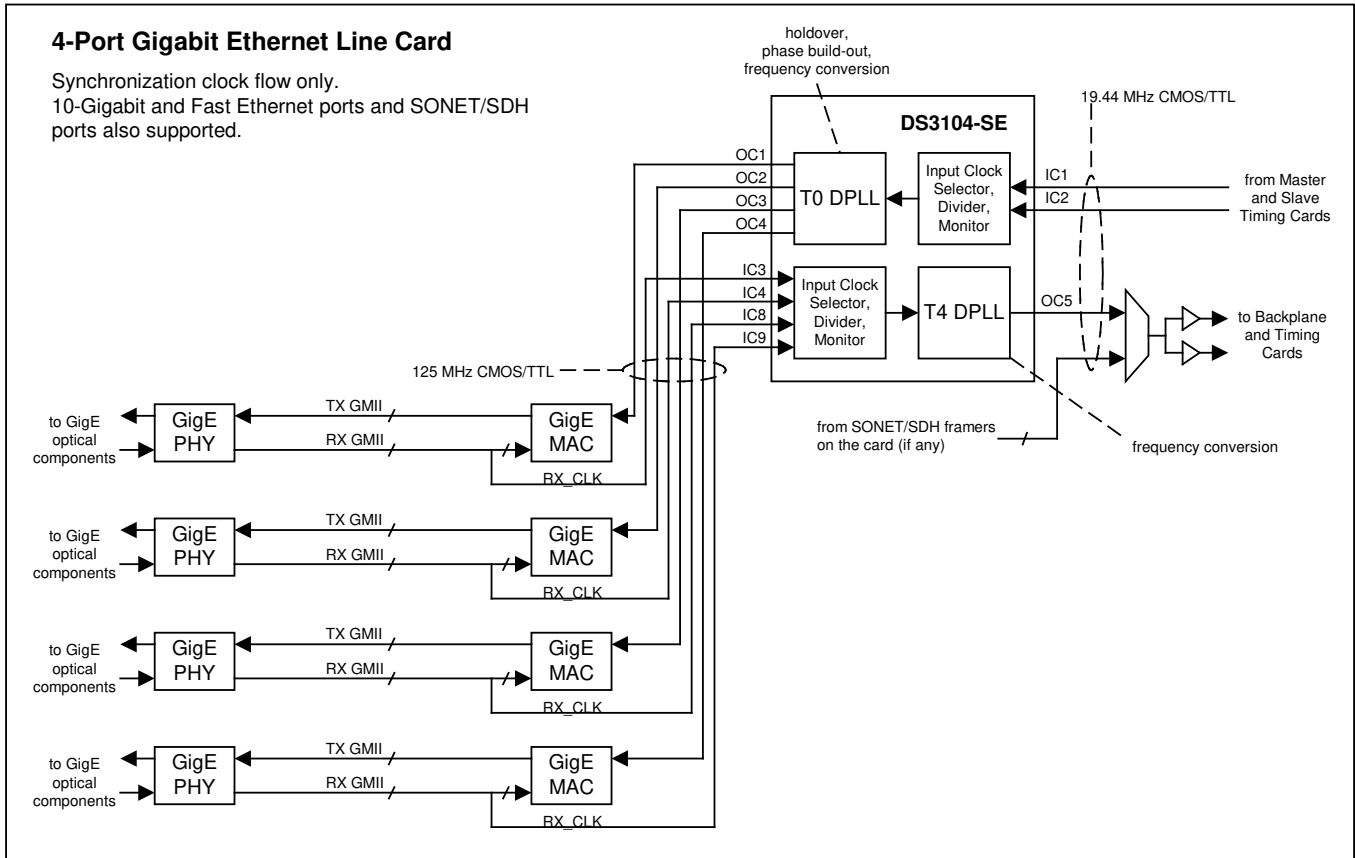 4-Port Gigabit Ethernet Line Card
Synchronization clock flow only.
10-Gigabit and Fast Ethernet ports and SONET/SDH
ports also supported.
holdover,
phase build-out,
frequency conversion
19.44 MHz CMOS/TTL
DS3104-SE
OC1
OC2
OC3
OC4
T0 DPLL
Input Clock
Selector,
Divider,
Monitor
IC1
IC2
from Master
and Slave
Timing Cards
IC3
IC4
IC8
IC9
Input Clock
Selector,
Divider,
Monitor
T4 DPLL
OC5
to Backplane
and Timing
Cards
125 MHz CMOS/TTL
from SONET/SDH framers
on the card (if any)
frequency conversion
to GigE
optical
components
GigE
PHY
TX GMII
RX GMII
GigE
MAC
RX_CLK
to GigE
optical
components
GigE
PHY
TX GMII
RX GMII
GigE
MAC
RX_CLK
to GigE
optical
components
GigE
PHY
TX GMII
RX GMII
GigE
MAC
RX_CLK
to GigE
optical
components
GigE
PHY
TX GMII
RX GMII
GigE
MAC
RX_CLK